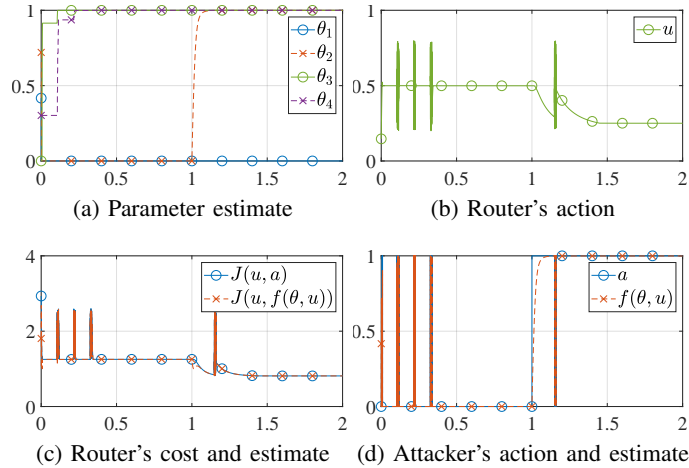 1
0.5
0
0 0.5 1 1.5 2
θ₁
θ₂
θ₃
θ₄
(a) Parameter estimate
1
0.5
0
0 0.5 1 1.5 2
u
(b) Router's action
4
2
0
0 0.5 1 1.5 2
J(u, a)
J(u, f(θ, u))
(c) Router's cost and estimate
1
0.5
0
0 0.5 1 1.5 2
a
f(θ, u)
(d) Attacker's action and estimate